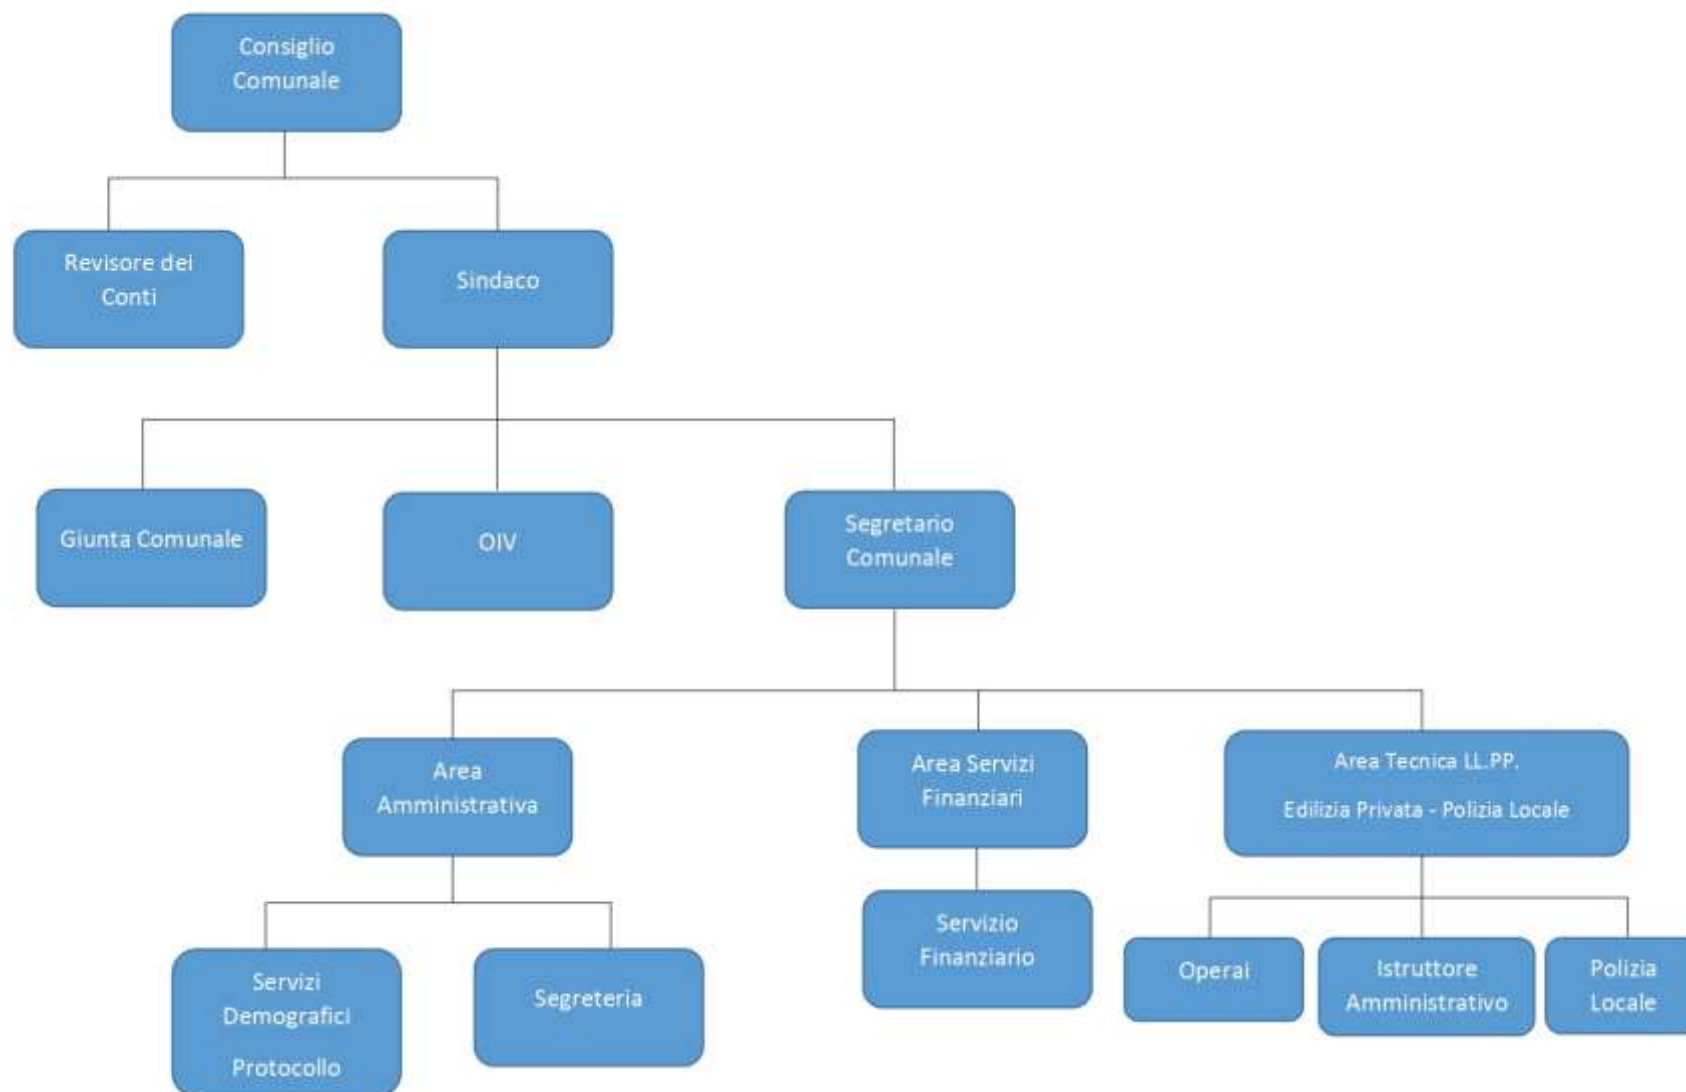 Consiglio
Comunale
Revisore dei
Conti
Sindaco
Giunta Comunale
OIV
Segretario
Comunale
Area
Amministrativa
Area Servizi
Finanziari
Area Tecnica LL.PP.
Edilizia Privata - Polizia Locale
Servizi
Demografici
Protocollo
Segreteria
Servizio
Finanziario
Operai
Istruttore
Amministrativo
Polizia
Locale